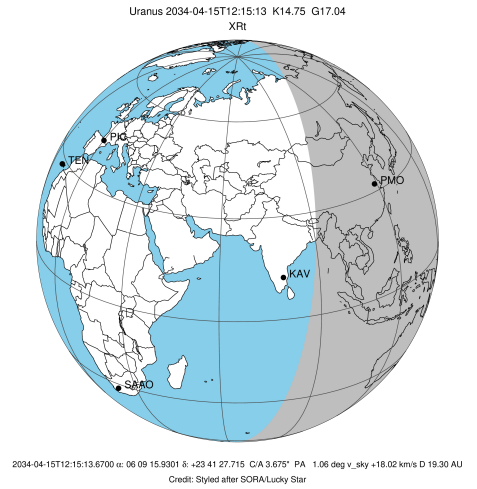 Uranus 2034-04-15T12:15:13 K14.75 G17.04
XRt
PIC
TEN
PMO
KAV
SAAO
2034-04-15T12:15:13.6700 α: 06 09 15.9301 δ: +23 41 27.715 C/A 3.675" PA 1.06 deg v_sky +18.02 km/s D 19.30 AU
Credit: Styled after SORA/Lucky Star